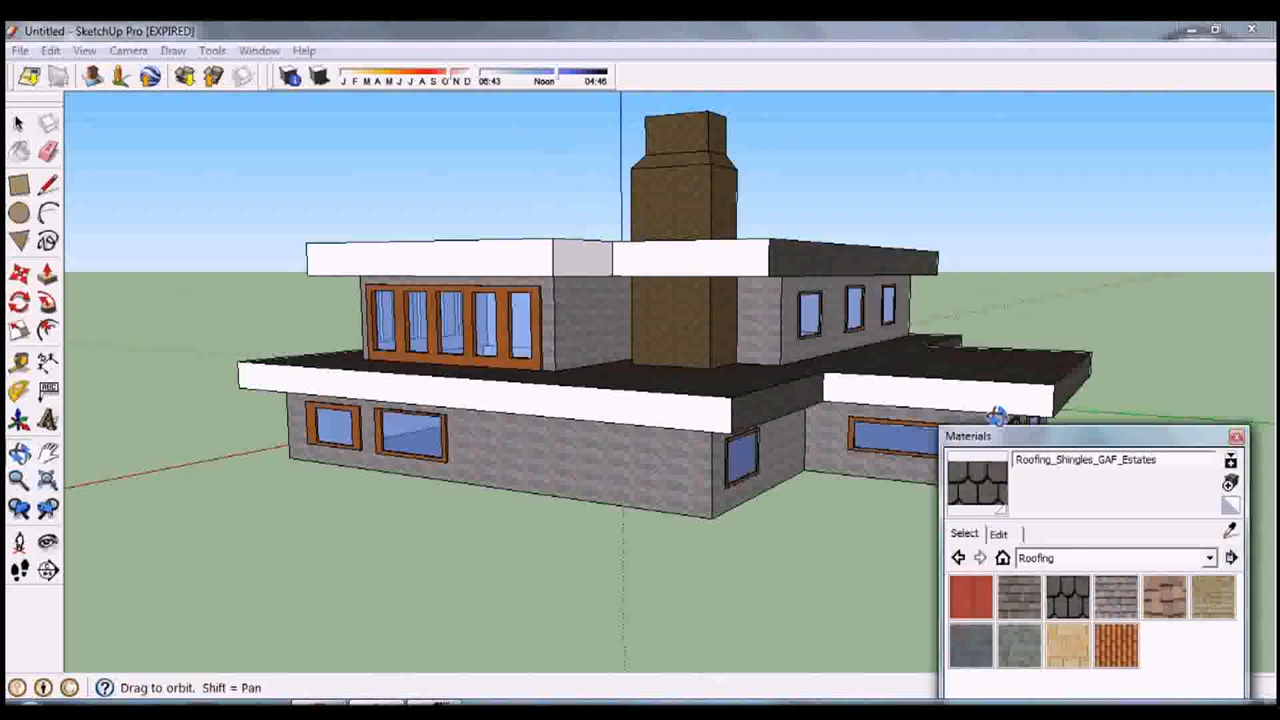 Untitled - SketchUp Pro [EXPIRED]
File Edit View Camera Draw Tools Window Help
J F M A M J J A S O N D 06:43 Noon 04:46
Materials
Roofing_Shingles_GAF_Estates
Select Edit
Roofing
Drag to orbit. Shift = Pan